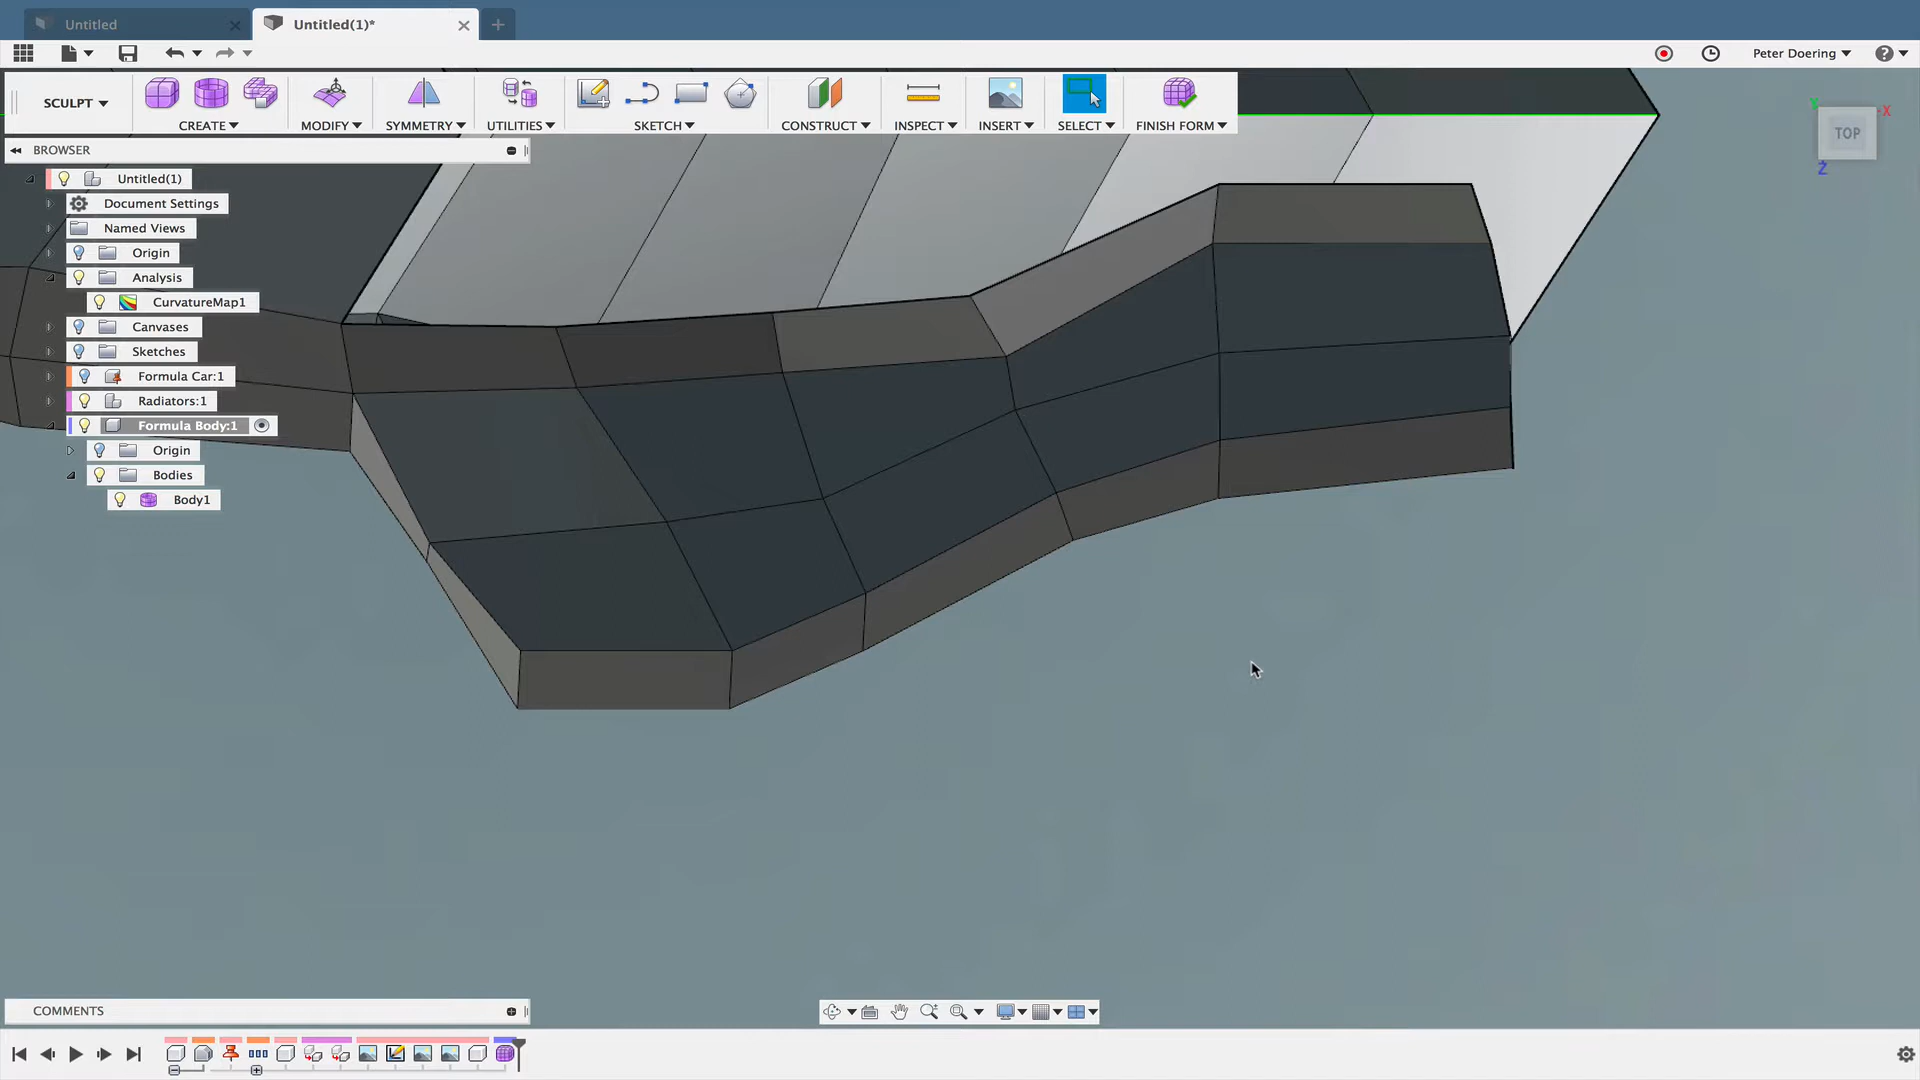 Untitled
Untitled(1)*
Peter Doering
SCULPT
CREATE
MODIFY
SYMMETRY
UTILITIES
SKETCH
CONSTRUCT
INSPECT
INSERT
SELECT
FINISH FORM
Y
X
TOP
Z
BROWSER
Untitled(1)
Document Settings
Named Views
Origin
Analysis
CurvatureMap1
Canvases
Sketches
Formula Car:1
Radiators:1
Formula Body:1
Origin
Bodies
Body1
COMMENTS